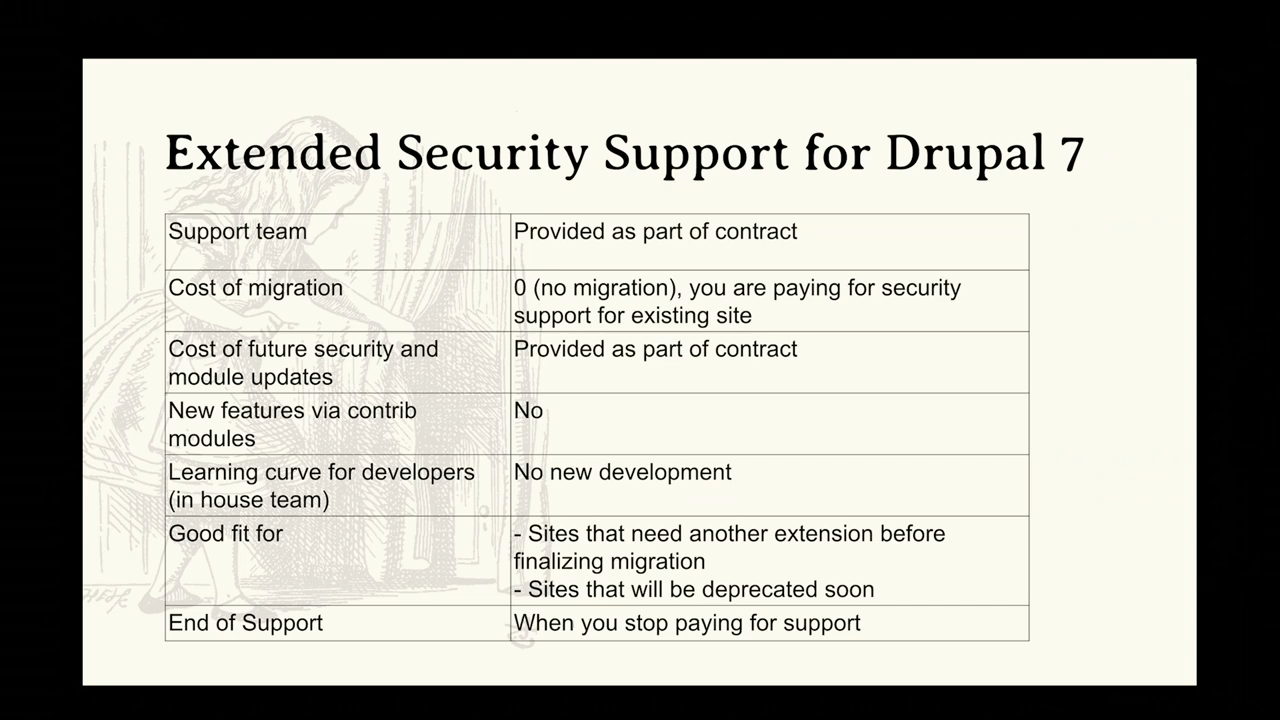 Extended Security Support for Drupal 7
Support team
Provided as part of contract
Cost of migration
0 (no migration), you are paying for security
support for existing site
Cost of future security and
module updates
Provided as part of contract
New features via contrib
modules
No
Learning curve for developers
(in house team)
No new development
Good fit for
- Sites that need another extension before
finalizing migration
- Sites that will be deprecated soon
End of Support
When you stop paying for support